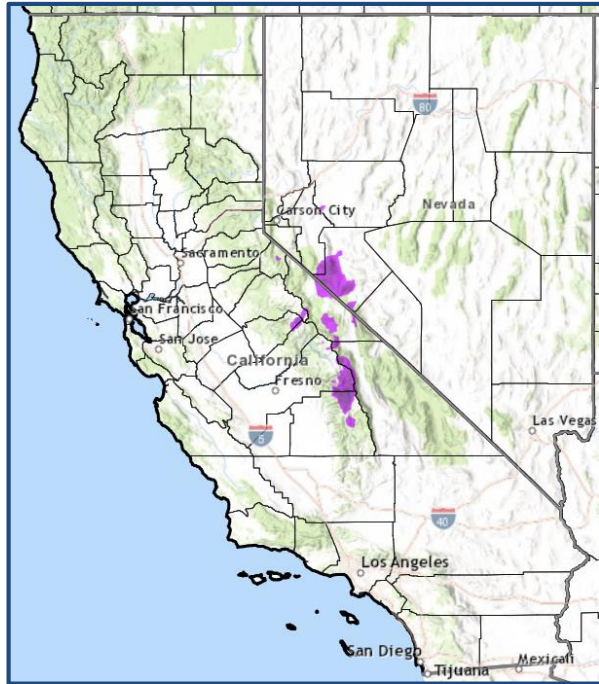 80
Nevada
Carson City
Sacramento
San Francisco
San Jose
California
Fresno
Las Vegas
5
40
Los Angeles
San Diego
Tijuana
Mexicali